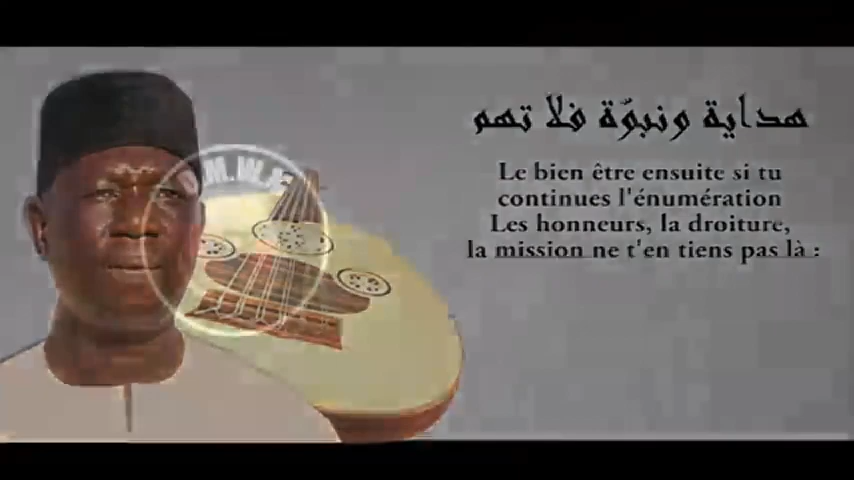 هداية ونبوّة فلا تهم
Le bien être ensuite si tu
continues l'énumération
Les honneurs, la droiture,
la mission ne t'en tiens pas là :